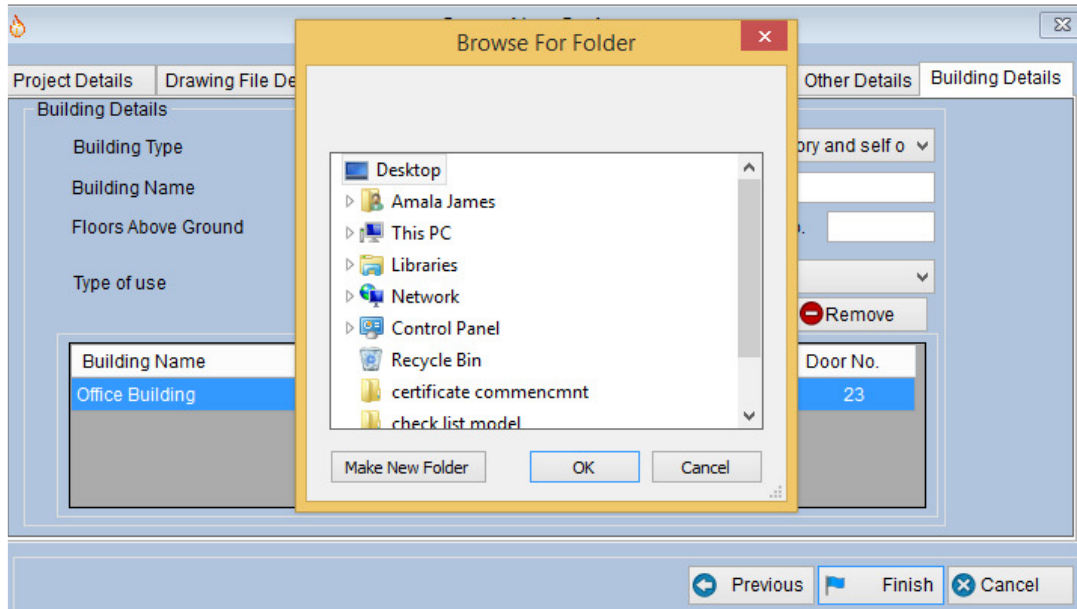 Browse For Folder
Project Details
Drawing File De
Other Details
Building Details
Building Details
Building Type
ory and self o
Building Name
Floors Above Ground
Type of use
Remove
Desktop
Amala James
This PC
Libraries
Network
Control Panel
Recycle Bin
certificate commencmnt
check list model
Make New Folder
OK
Cancel
Building Name
Door No.
Office Building
23
Previous
Finish
Cancel